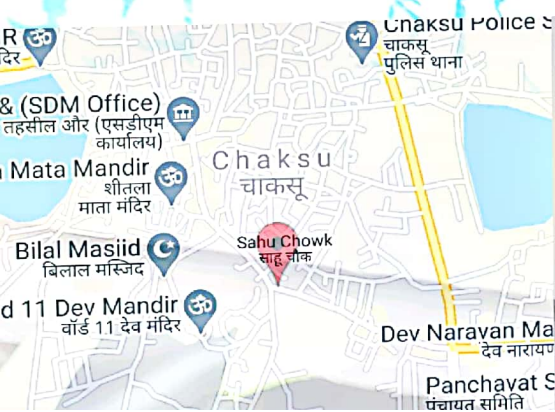 R
दिर
Chaksu Police S
चाकसू
पुलिस थाना
& (SDM Office)
तहसील और (एसडीएम
कार्यालय)
Mata Mandir
शीतला
माता मंदिर
Chaksu
चाकसू
Sahu Chowk
साहू चौक
Bilal Masjid
बिलाल मस्जिद
d 11 Dev Mandir
वॉर्ड 11 देव मंदिर
Dev Narayan Ma
देव नारायण
Panchayat S
पंचायत समिति